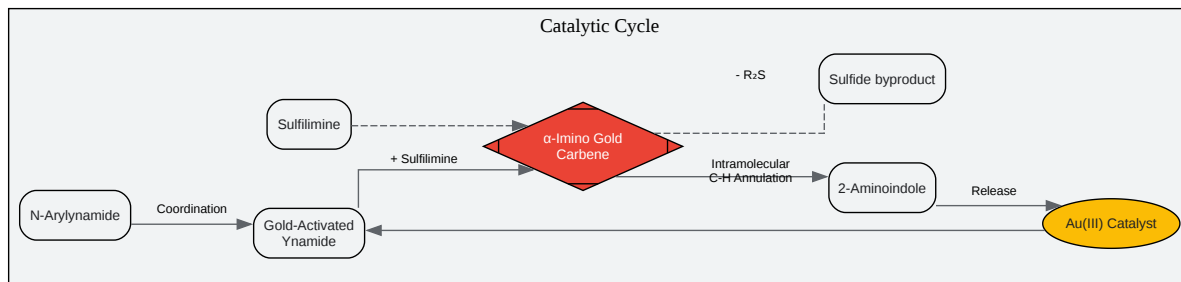 Catalytic Cycle
- R₂S
Sulfide byproduct
Sulfilimine
α-Imino Gold
Carbene
+ Sulfilimine
Intramolecular
C-H Annulation
2-Aminoindole
Release
N-Arylynamide
Coordination
Gold-Activated
Ynamide
Au(III) Catalyst